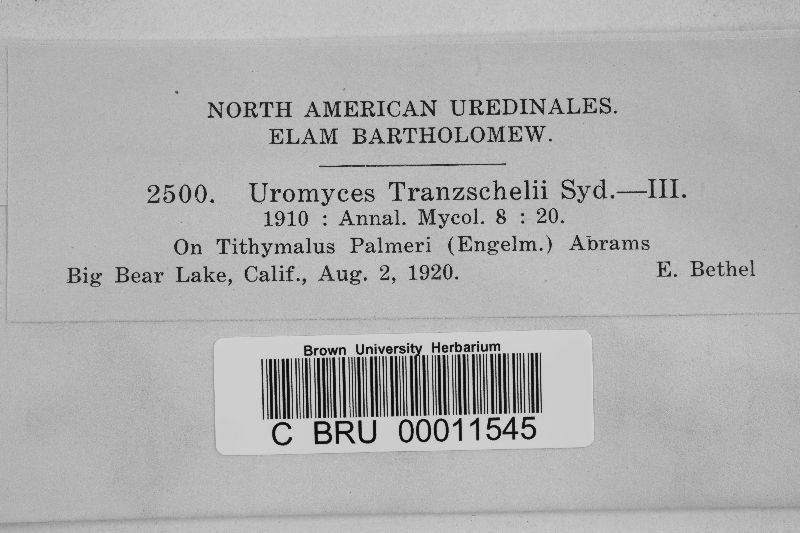 NORTH AMERICAN UREDINALES.
ELAM BARTHOLOMEW.
2500. Uromyces Tranzschelii Syd.—III.
1910 : Annal. Mycol. 8 : 20.
On Tithymalus Palmeri (Engelm.) Abrams
Big Bear Lake, Calif., Aug. 2, 1920. E. Bethel
Brown University Herbarium
C BRU 00011545